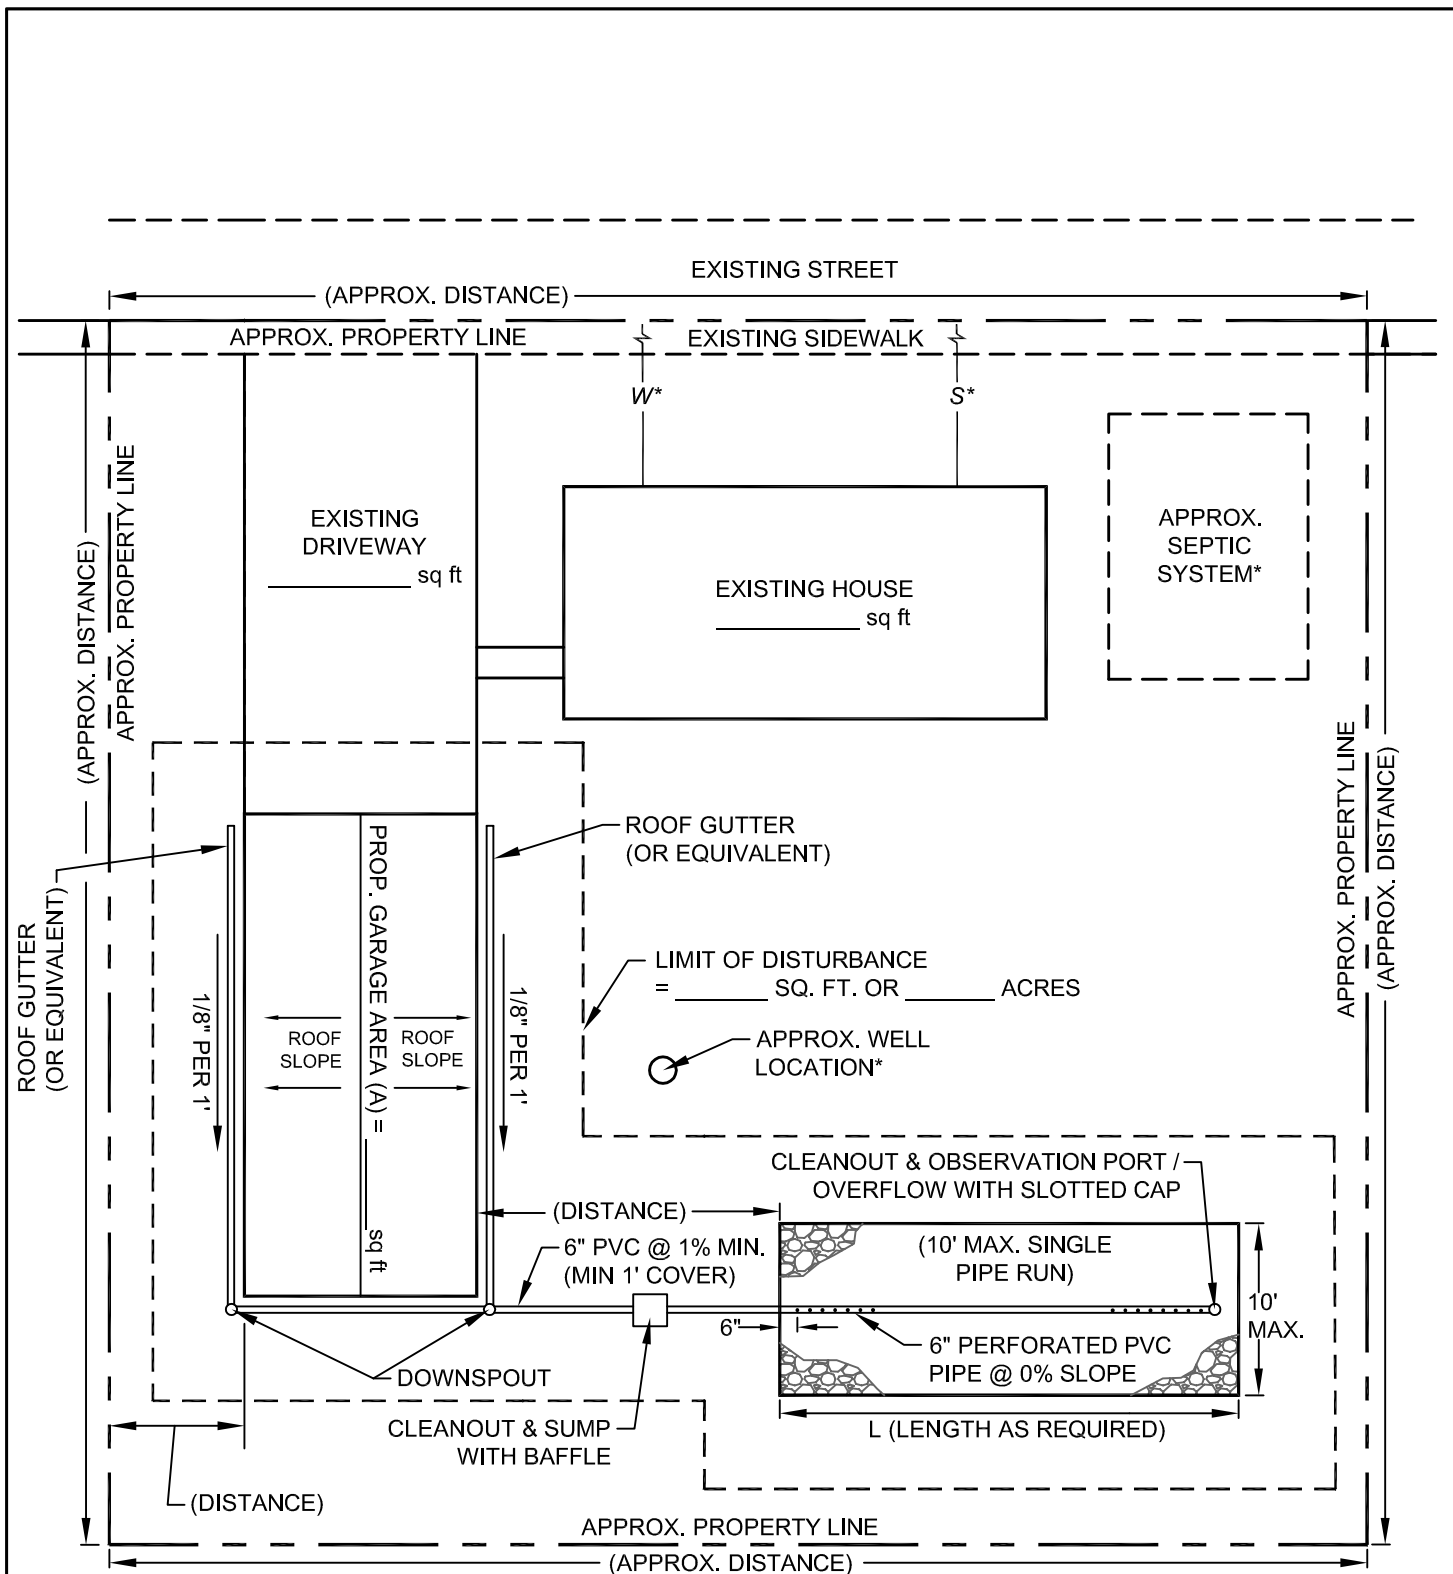 EXISTING STREET
(APPROX. DISTANCE)
APPROX. PROPERTY LINE
EXISTING SIDEWALK
W*
S*
(APPROX. DISTANCE)
APPROX. PROPERTY LINE
EXISTING
DRIVEWAY
sq ft
EXISTING HOUSE
sq ft
APPROX.
SEPTIC
SYSTEM*
APPROX. PROPERTY LINE
(APPROX. DISTANCE)
ROOF GUTTER
(OR EQUIVALENT)
ROOF GUTTER
(OR EQUIVALENT)
PROP. GARAGE AREA (A) = ______ sq ft
LIMIT OF DISTURBANCE
= ______ SQ. FT. OR ______ ACRES
1/8" PER 1'
ROOF
SLOPE
ROOF
SLOPE
1/8" PER 1'
APPROX. WELL
LOCATION*
CLEANOUT & OBSERVATION PORT /
OVERFLOW WITH SLOTTED CAP
(DISTANCE)
6" PVC @ 1% MIN.
(MIN 1' COVER)
(10' MAX. SINGLE
PIPE RUN)
10'
MAX.
6"
6" PERFORATED PVC
PIPE @ 0% SLOPE
DOWNSPOUT
CLEANOUT & SUMP
WITH BAFFLE
L (LENGTH AS REQUIRED)
(DISTANCE)
APPROX. PROPERTY LINE
(APPROX. DISTANCE)